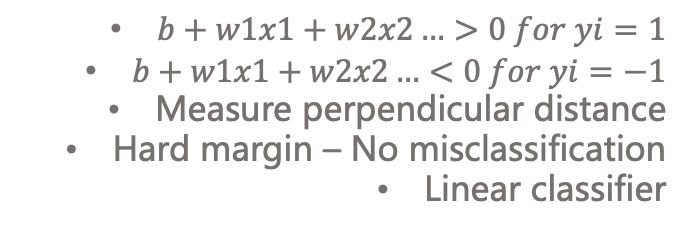 • b + w1x1 + w2x2 ... > 0 for yi = 1
• b + w1x1 + w2x2 ... < 0 for yi = −1
• Measure perpendicular distance
• Hard margin – No misclassification
• Linear classifier